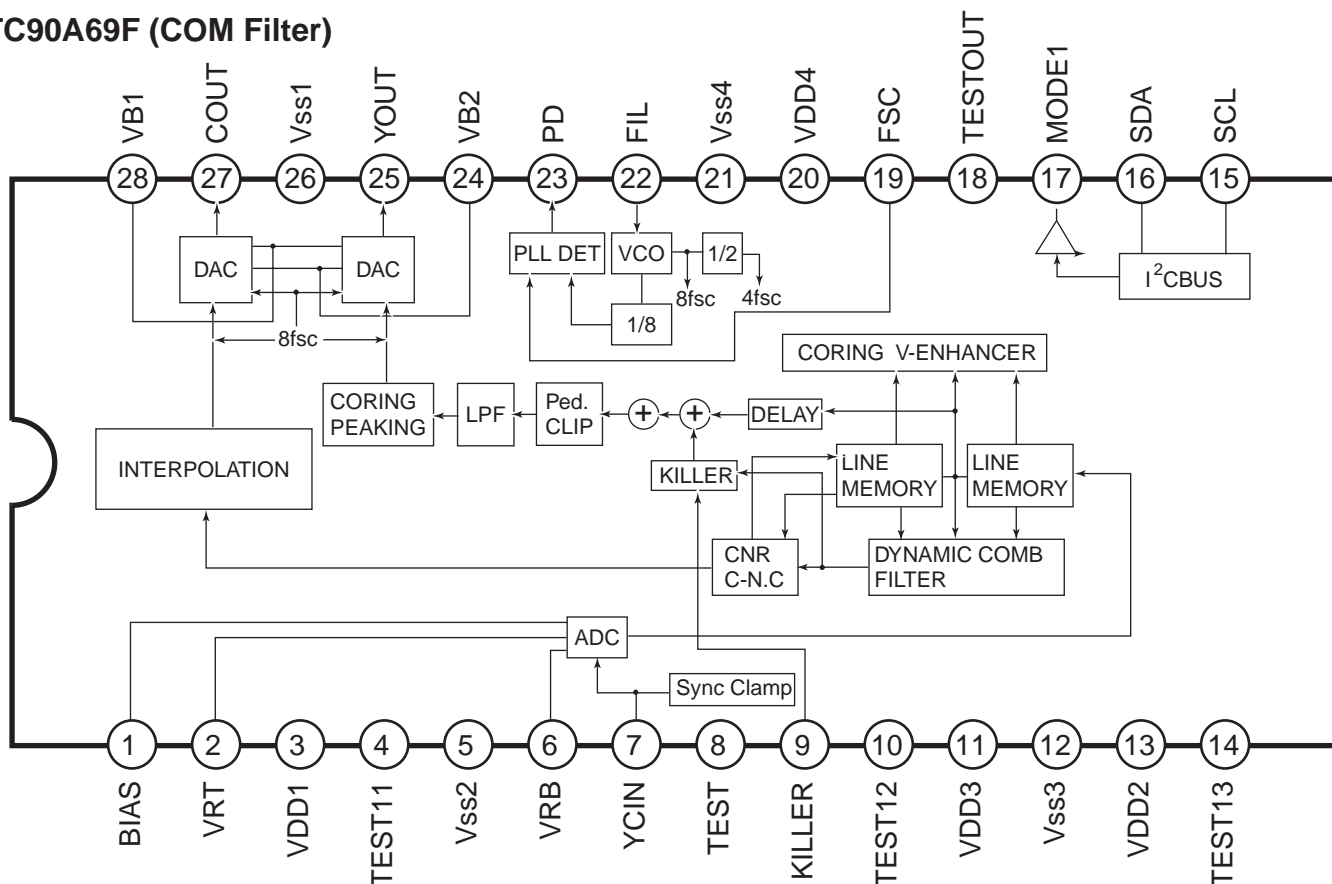 TC90A69F (COM Filter)
VB1
COUT
Vss1
YOUT
VB2
PD
FIL
Vss4
VDD4
FSC
TESTOUT
MODE1
SDA
SCL
28
27
26
25
24
23
22
21
20
19
18
17
16
15
DAC
DAC
PLL DET
VCO
1/2
I²CBUS
8fsc
4fsc
1/8
8fsc
CORING V-ENHANCER
CORING
PEAKING
LPF
Ped.
CLIP
+
+
DELAY
INTERPOLATION
KILLER
LINE
MEMORY
LINE
MEMORY
CNR
C-N.C
DYNAMIC COMB
FILTER
ADC
Sync Clamp
1
2
3
4
5
6
7
8
9
10
11
12
13
14
BIAS
VRT
VDD1
TEST11
Vss2
VRB
YCIN
TEST
KILLER
TEST12
VDD3
Vss3
VDD2
TEST13